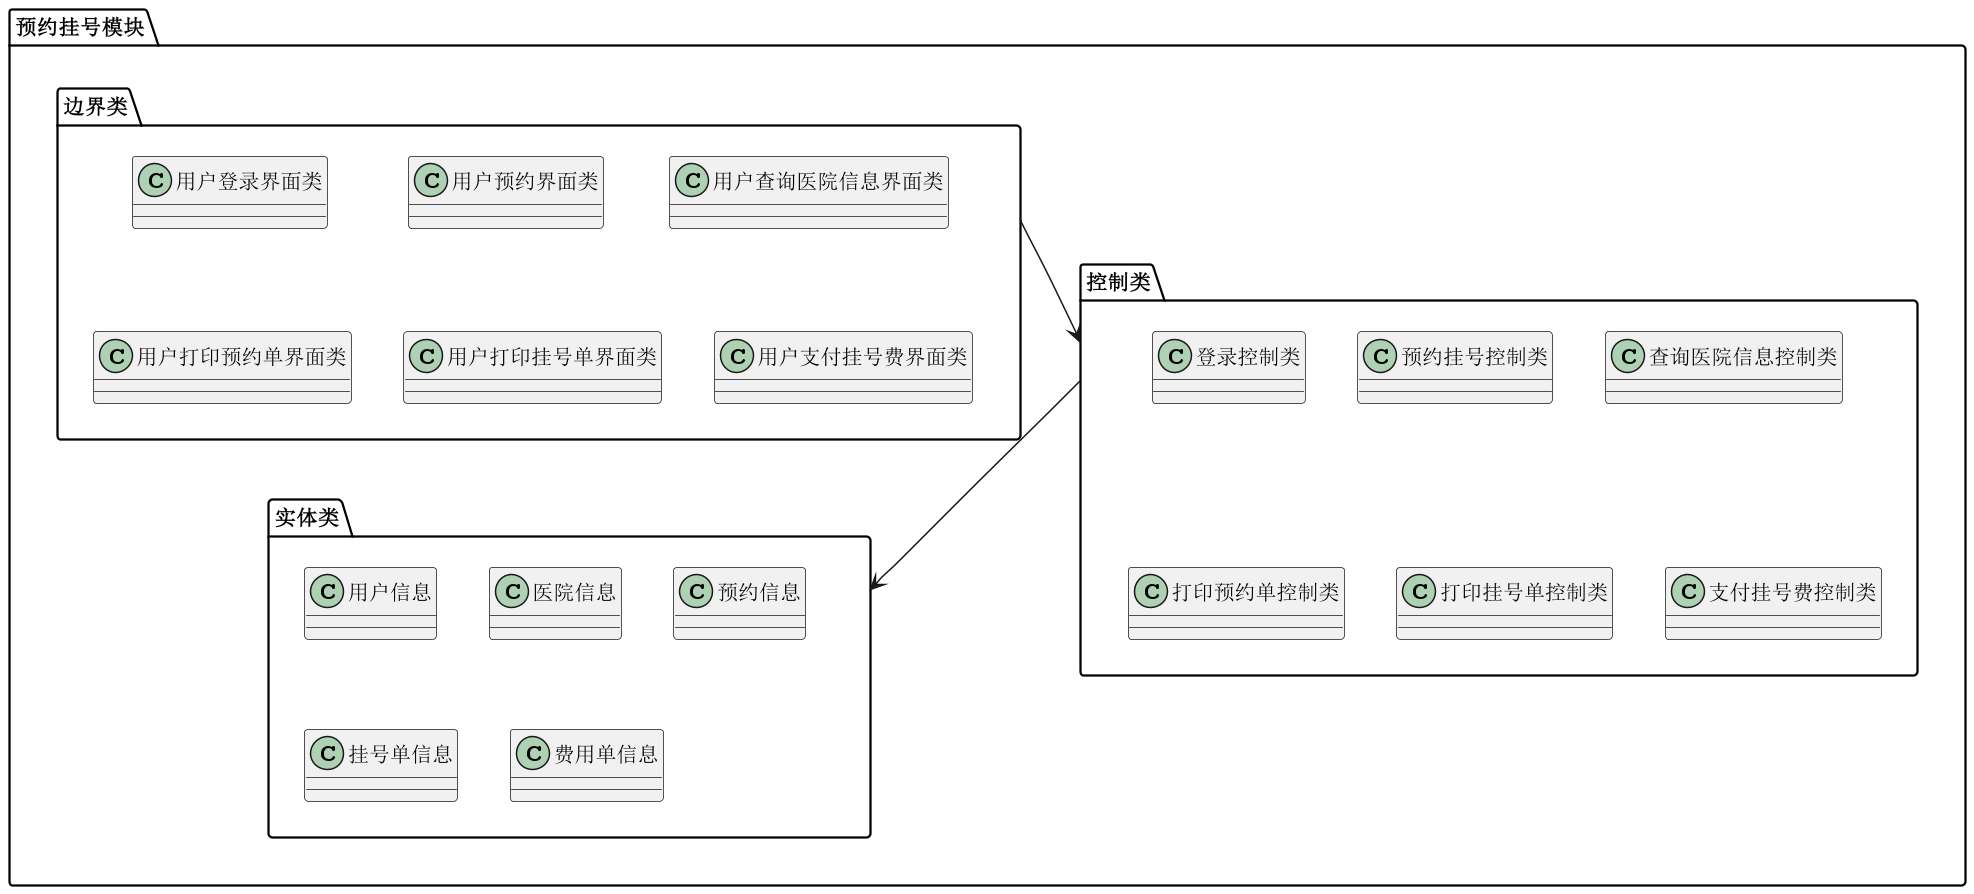 预约挂号模块
边界类
C 用户登录界面类
C 用户预约界面类
C 用户查询医院信息界面类
C 用户打印预约单界面类
C 用户打印挂号单界面类
C 用户支付挂号费界面类
控制类
C 登录控制类
C 预约挂号控制类
C 查询医院信息控制类
C 打印预约单控制类
C 打印挂号单控制类
C 支付挂号费控制类
实体类
C 用户信息
C 医院信息
C 预约信息
C 挂号单信息
C 费用单信息